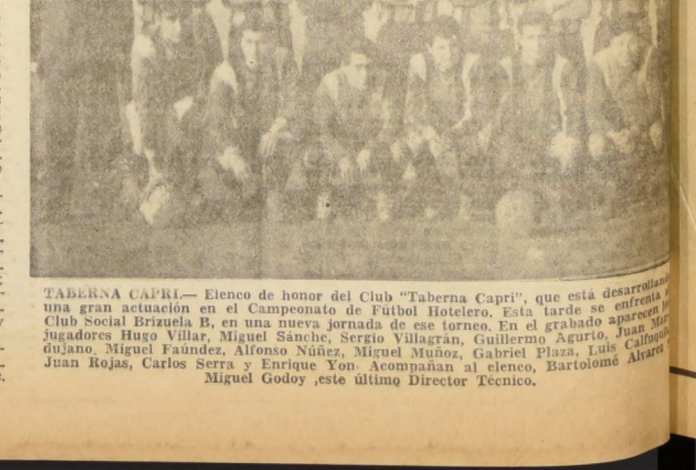 TABERNA CAPRI.— Elenco de honor del Club "Taberna Capri", que está desarrollando
una gran actuación en el Campeonato de Fútbol Hotelero. Esta tarde se enfrenta
Club Social Brizuela B, en una nueva jornada de ese torneo. En el grabado aparecen
jugadores Hugo Villar, Miguel Sánche, Sergio Villagrán, Guillermo Agurto, Juan
dujano, Miguel Faúndez, Alfonso Núñez, Miguel Muñoz, Gabriel Plaza, Luis
Juan Rojas, Carlos Serra y Enrique Yon. Acompañan al elenco, Bartolomé Alvarez
Miguel Godoy ,este último Director Técnico.